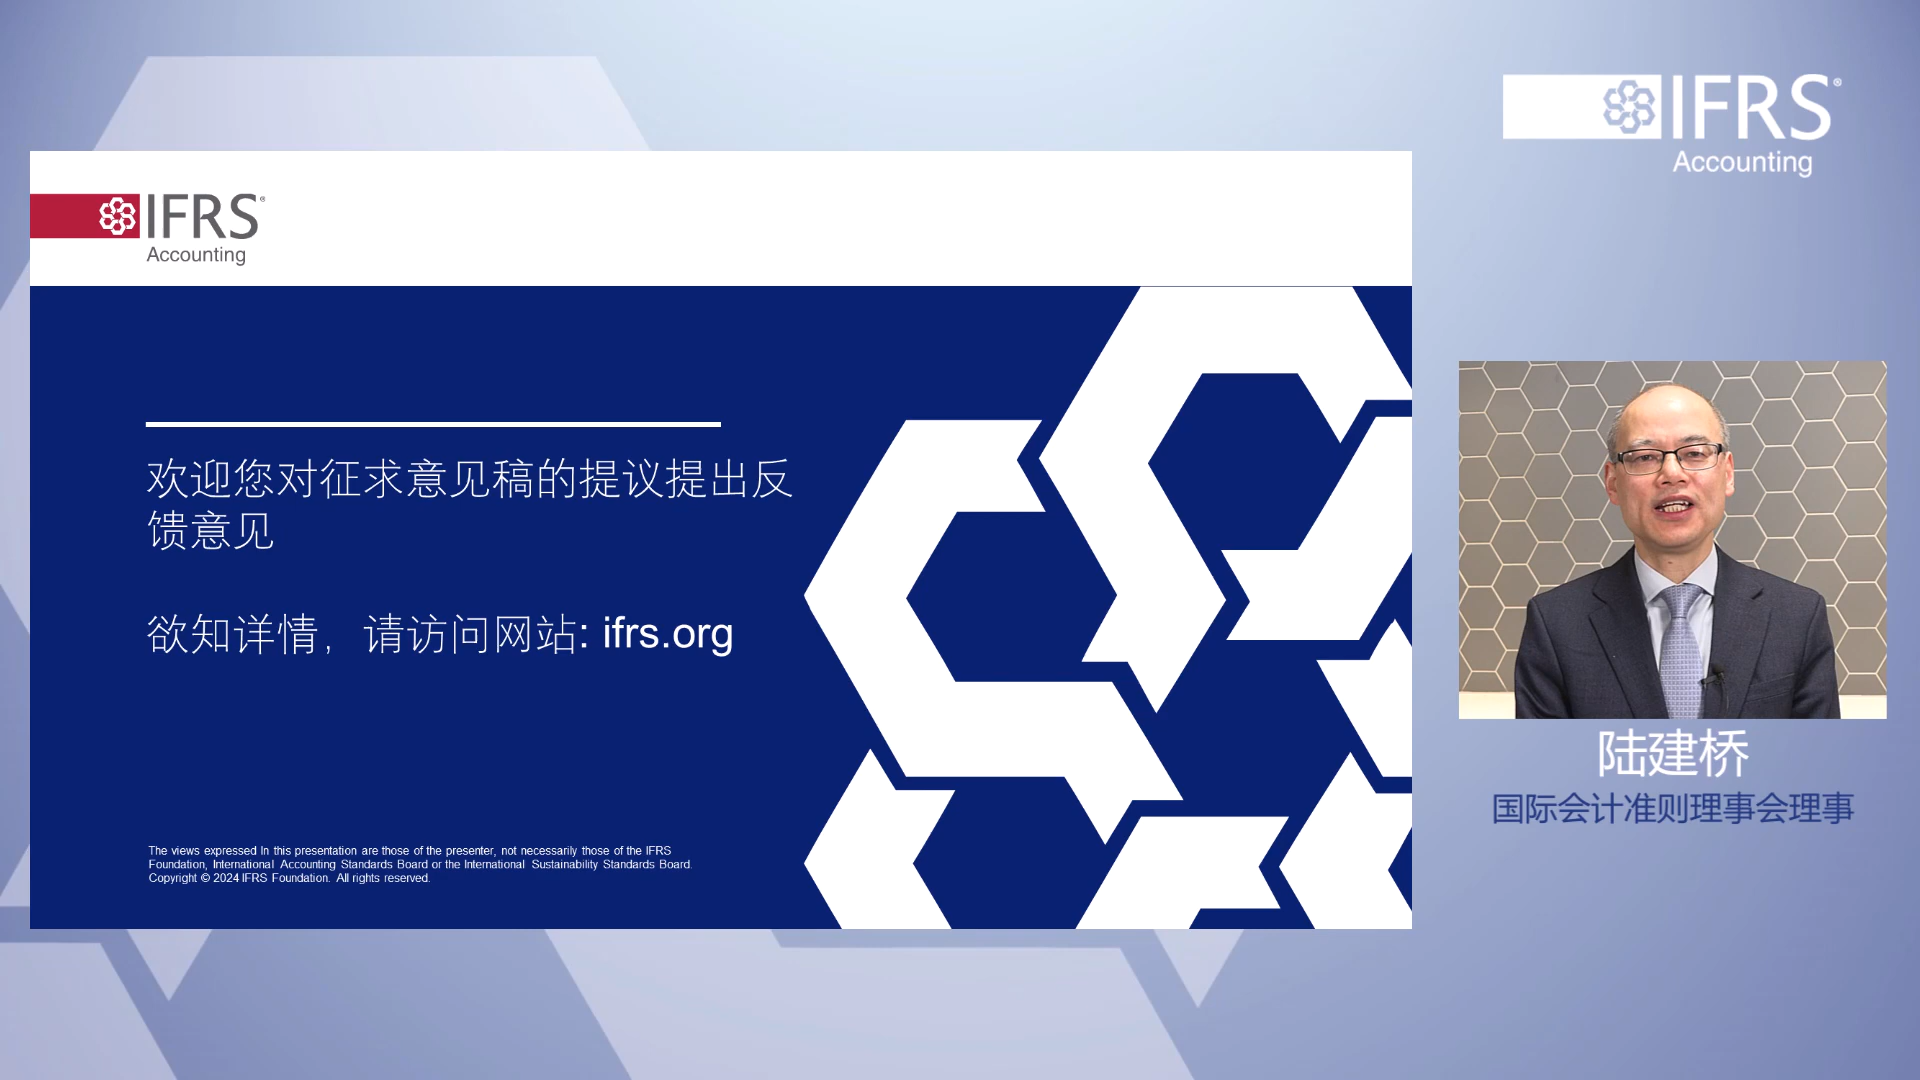 IFRS®
Accounting
IFRS®
Accounting
欢迎您对征求意见稿的提议提出反
馈意见
欲知详情，请访问网站: ifrs.org
The views expressed in this presentation are those of the presenter, not necessarily those of the IFRS
Foundation, International Accounting Standards Board or the International Sustainability Standards Board.
Copyright © 2024 IFRS Foundation. All rights reserved.
陆建桥
国际会计准则理事会理事